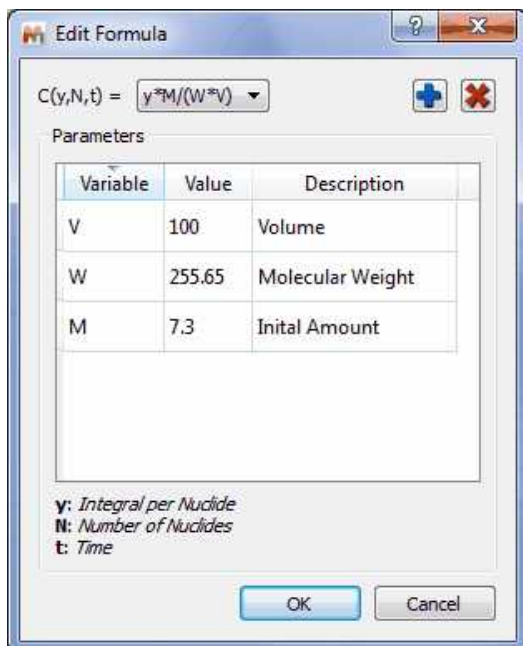 Edit Formula
C(y,N,t) = y*M/(W*V)
Parameters
Variable Value Description
V 100 Volume
W 255.65 Molecular Weight
M 7.3 Inital Amount
y: Integral per Nuclide
N: Number of Nuclides
t: Time
OK Cancel